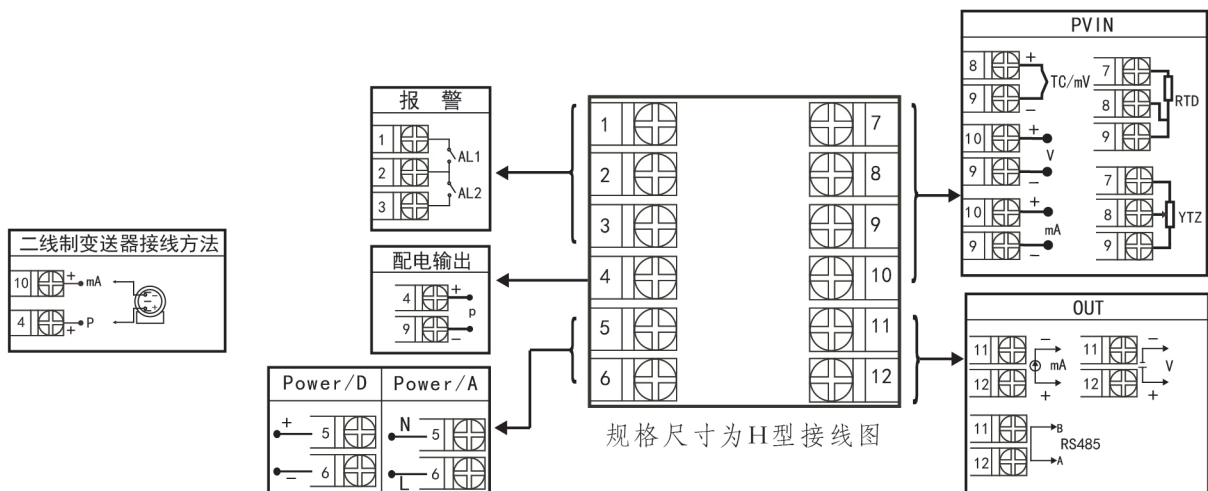 二线制变送器接线方法
10 + mA
4 + P
报 警
1
2
3
AL1
AL2
配电输出
4 +
p
9 −
Power/D
+ 5
− 6
Power/A
N 5
L 6
1
2
3
4
5
6
7
8
9
10
11
12
规格尺寸为H型接线图
PVIN
8 +
TC/mV
9 −
10 +
V
9 −
10 +
mA
9 −
7
8
9
RTD
7
8
9
YTZ
OUT
11 −
mA
12 +
11 −
V
12 +
11 B
RS485
12 A